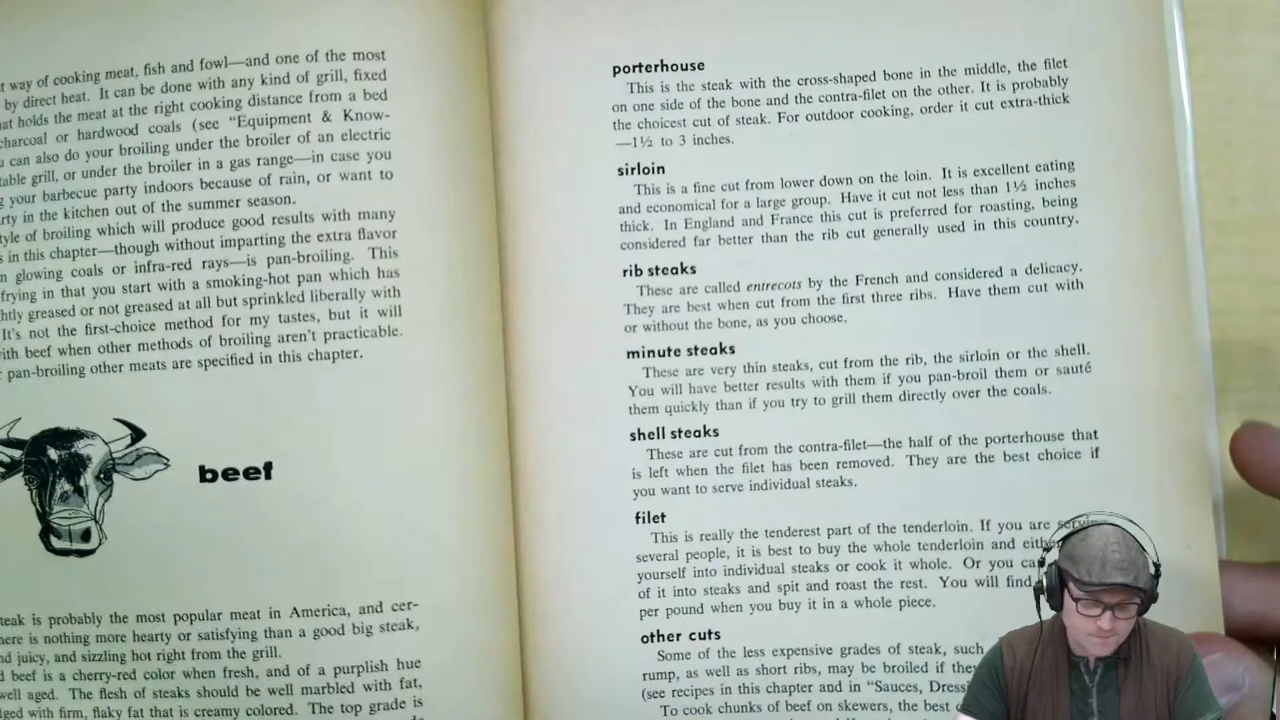 t way of cooking meat, fish and fowl—and one of the most
by direct heat. It can be done with any kind of grill, fixed
at holds the meat at the right cooking distance from a bed
charcoal or hardwood coals (see "Equipment & Know-
u can also do your broiling under the broiler of an electric
table grill, or under the broiler in a gas range—in case you
g your barbecue party indoors because of rain, or want to
rty in the kitchen out of the summer season.
tyle of broiling which will produce good results with many
s in this chapter—though without imparting the extra flavor
n glowing coals or infra-red rays—is pan-broiling. This
frying in that you start with a smoking-hot pan which has
htly greased or not greased at all but sprinkled liberally with
It's not the first-choice method for my tastes, but it will
ith beef when other methods of broiling aren't practicable.
pan-broiling other meats are specified in this chapter.
beef
teak is probably the most popular meat in America, and cer-
here is nothing more hearty or satisfying than a good big steak,
nd juicy, and sizzling hot right from the grill.
d beef is a cherry-red color when fresh, and of a purplish hue
well aged. The flesh of steaks should be well marbled with fat,
dged with firm, flaky fat that is creamy colored. The top grade is
porterhouse
This is the steak with the cross-shaped bone in the middle, the filet
on one side of the bone and the contra-filet on the other. It is probably
the choicest cut of steak. For outdoor cooking, order it cut extra-thick
—1½ to 3 inches.
sirloin
This is a fine cut from lower down on the loin. It is excellent eating
and economical for a large group. Have it cut not less than 1½ inches
thick. In England and France this cut is preferred for roasting, being
considered far better than the rib cut generally used in this country.
rib steaks
These are called entrecots by the French and considered a delicacy.
They are best when cut from the first three ribs. Have them cut with
or without the bone, as you choose.
minute steaks
These are very thin steaks, cut from the rib, the sirloin or the shell.
You will have better results with them if you pan-broil them or sauté
them quickly than if you try to grill them directly over the coals.
shell steaks
These are cut from the contra-filet—the half of the porterhouse that
is left when the filet has been removed. They are the best choice if
you want to serve individual steaks.
filet
This is really the tenderest part of the tenderloin. If you are serving
several people, it is best to buy the whole tenderloin and eithe
yourself into individual steaks or cook it whole. Or you ca
of it into steaks and spit and roast the rest. You will find
per pound when you buy it in a whole piece.
other cuts
Some of the less expensive grades of steak, such
rump, as well as short ribs, may be broiled if they
(see recipes in this chapter and in "Sauces, Dress
To cook chunks of beef on skewers, the best